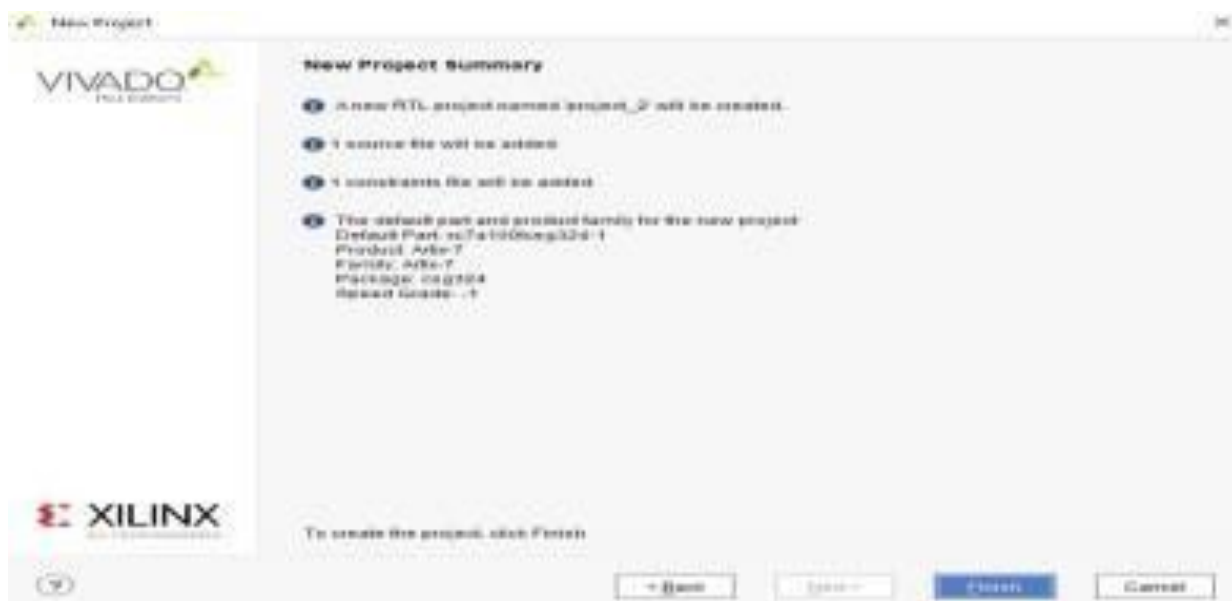 New Project
VIVADO
New Project Summary
A new RTL project named 'project_2' will be created.
1 source file will be added.
1 constraints file will be added.
The default part and product family for the new project:
Default Part: xc7a100tcsg324-1
Product: Artix-7
Family: Artix-7
Package: csg324
Speed Grade: -1
XILINX
To create the project, click Finish
< Back
Next >
Finish
Cancel